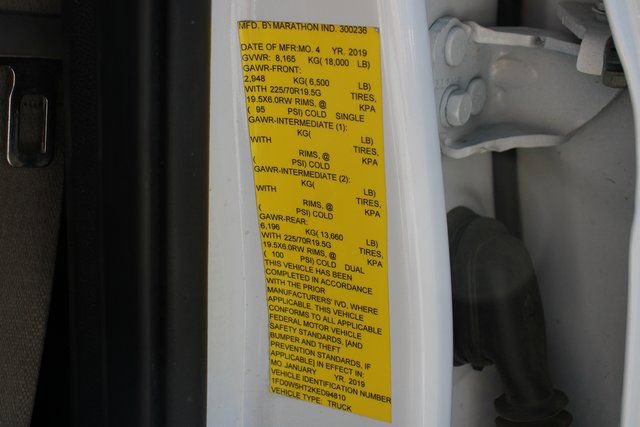 MFD. BY MARATHON IND. 300236
DATE OF MFR:MO. 4 YR. 2019
GVWR: 8,165 KG( 18,000 LB)
GAWR-FRONT:
2,948 KG( 6,500 LB)
WITH 225/70R19.5G TIRES,
19.5X6.0RW RIMS, @ KPA
( 95 PSI) COLD SINGLE
GAWR-INTERMEDIATE (1):
KG( LB)
WITH TIRES,
RIMS, @ KPA
( PSI) COLD
GAWR-INTERMEDIATE (2):
KG( LB)
WITH TIRES,
RIMS, @ KPA
( PSI) COLD
GAWR-REAR:
6,196 KG( 13,660 LB)
WITH 225/70R19.5G TIRES,
19.5X6.0RW RIMS, @ KPA
( 100 PSI) COLD DUAL
THIS VEHICLE HAS BEEN
COMPLETED IN ACCORDANCE
WITH THE PRIOR
MANUFACTURERS' IVD, WHERE
APPLICABLE. THIS VEHICLE
CONFORMS TO ALL APPLICABLE
FEDERAL MOTOR VEHICLE
SAFETY STANDARDS, [AND
BUMPER AND THEFT
PREVENTION STANDARDS, IF
APPLICABLE] IN EFFECT IN:
MO. JANUARY YR. 2019
VEHICLE IDENTIFICATION NUMBER
1FD0W5HT2KED94810
VEHICLE TYPE: TRUCK